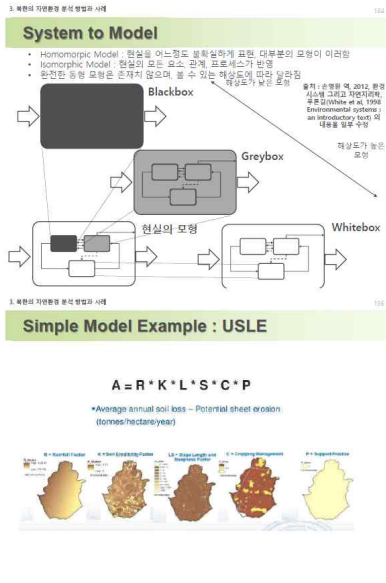 3. 북한의 자연환경 분석 방법과 사례
System to Model
• Homomorpic Model : 현실을 어느정도 불확실하게 표현, 대부분의 모형이 이러함
• Isomorphic Model : 현실의 모든 요소, 관계, 프로세스가 반영
• 완전한 동형 모형은 존재치 않으며, 볼 수 있는 해상도에 따라 달라짐
해상도가 낮은 모형
Blackbox
출처 : 손명원 역, 2012, 환경
시스템 그리고 자연지리학,
푸른길(White et al, 1998
Environmental systems :
an introductory text) 의
내용을 일부 수정
Greybox
해상도가 높은
모형
현실의 모형
Whitebox
3. 북한의 자연환경 분석 방법과 사례
156
Simple Model Example : USLE
A = R * K * L * S * C * P
•Average annual soil loss – Potential sheet erosion
(tonnes/hectare/year)
R = Rainfall Factor
K = Soil Erodibility Factor
LS = Slope Length and
Steepness Factor
C = Cropping Management
P = Support Practice